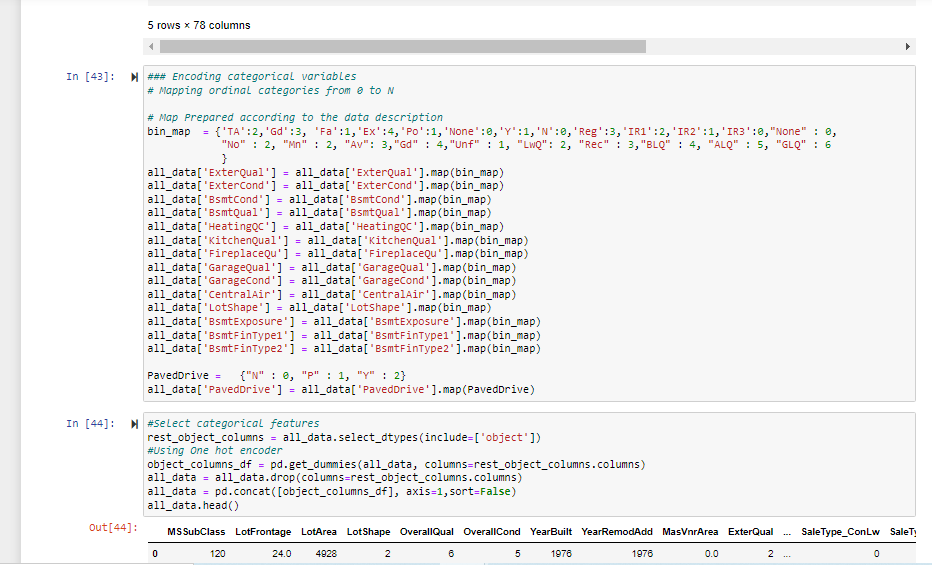 5 rows × 78 columns
In [43]:
### Encoding categorical variables
# Mapping ordinal categories from 0 to N
# Map Prepared according to the data description
bin_map  = {'TA':2,'Gd':3, 'Fa':1,'Ex':4,'Po':1,'None':0,'Y':1,'N':0,'Reg':3,'IR1':2,'IR2':1,'IR3':0,"None" : 0,
"No" : 2, "Mn" : 2, "Av": 3,"Gd" : 4,"Unf" : 1, "LwQ": 2, "Rec" : 3,"BLQ" : 4, "ALQ" : 5, "GLQ" : 6
}
all_data['ExterQual'] = all_data['ExterQual'].map(bin_map)
all_data['ExterCond'] = all_data['ExterCond'].map(bin_map)
all_data['BsmtCond'] = all_data['BsmtCond'].map(bin_map)
all_data['BsmtQual'] = all_data['BsmtQual'].map(bin_map)
all_data['HeatingQC'] = all_data['HeatingQC'].map(bin_map)
all_data['KitchenQual'] = all_data['KitchenQual'].map(bin_map)
all_data['FireplaceQu'] = all_data['FireplaceQu'].map(bin_map)
all_data['GarageQual'] = all_data['GarageQual'].map(bin_map)
all_data['GarageCond'] = all_data['GarageCond'].map(bin_map)
all_data['CentralAir'] = all_data['CentralAir'].map(bin_map)
all_data['LotShape'] = all_data['LotShape'].map(bin_map)
all_data['BsmtExposure'] = all_data['BsmtExposure'].map(bin_map)
all_data['BsmtFinType1'] = all_data['BsmtFinType1'].map(bin_map)
all_data['BsmtFinType2'] = all_data['BsmtFinType2'].map(bin_map)
PavedDrive =   {"N" : 0, "P" : 1, "Y" : 2}
all_data['PavedDrive'] = all_data['PavedDrive'].map(PavedDrive)
In [44]:
#Select categorical features
rest_object_columns = all_data.select_dtypes(include=['object'])
#Using One hot encoder
object_columns_df = pd.get_dummies(all_data, columns=rest_object_columns.columns)
all_data = all_data.drop(columns=rest_object_columns.columns)
all_data = pd.concat([object_columns_df], axis=1,sort=False)
all_data.head()
Out[44]:
MSSubClass LotFrontage LotArea LotShape OverallQual OverallCond YearBuilt YearRemodAdd MasVnrArea ExterQual ... SaleType_ConLw SaleTy
0 120 24.0 4928 2 6 5 1976 1976 0.0 2 ... 0